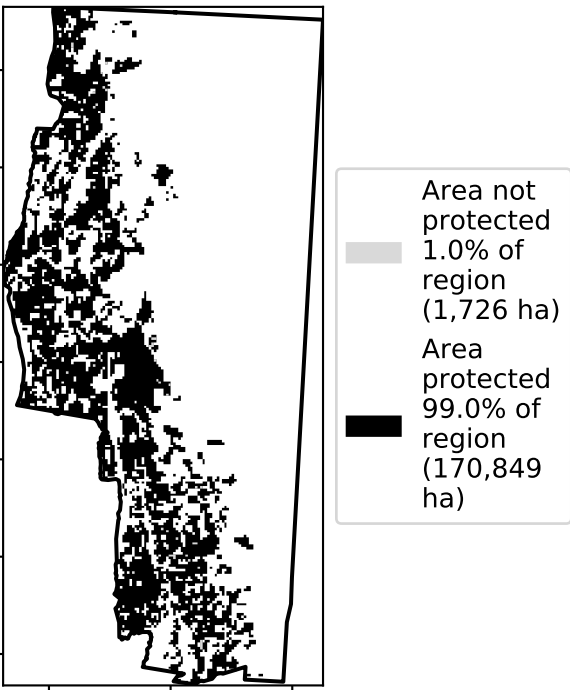 Area not
protected
1.0% of
region
(1,726 ha)
Area
protected
99.0% of
region
(170,849
ha)